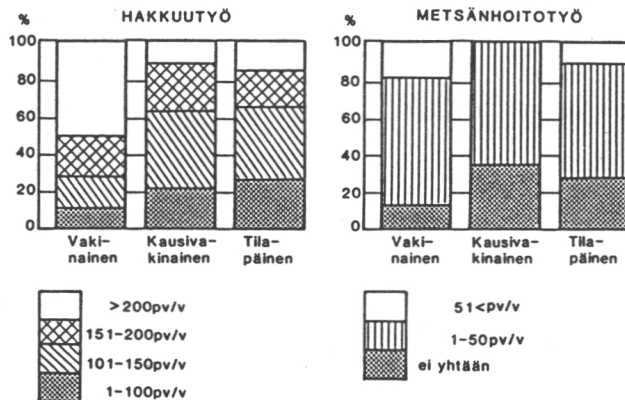 HAKKUUTYÖ
%
100
80
60
40
20
0
Vaki-
nainen
Kausiva-
kinainen
Tila-
päinen
>200pv/v
151-200pv/v
101-150pv/v
1-100pv/v
METSÄNHOITOTYÖ
%
100
80
60
40
20
0
Vaki-
nainen
Kausiva-
kinainen
Tila-
päinen
51<pv/v
1-50pv/v
ei yhtään